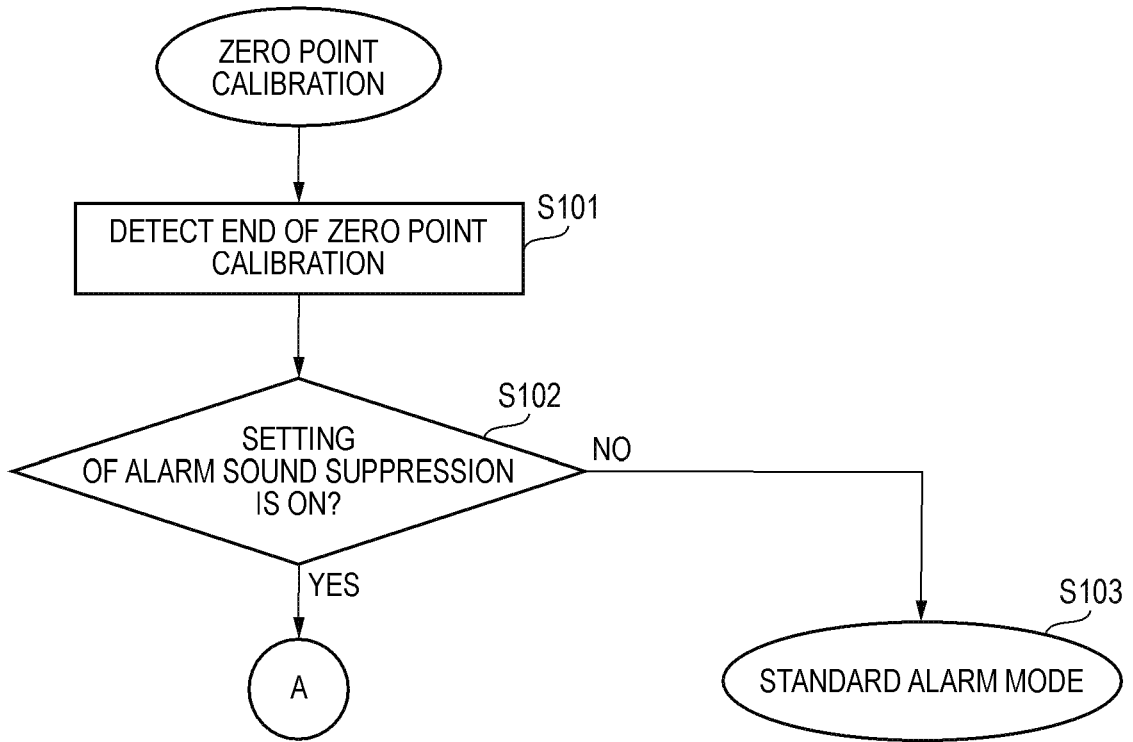 ZERO POINT
CALIBRATION
S101
DETECT END OF ZERO POINT
CALIBRATION
S102
SETTING
OF ALARM SOUND SUPPRESSION
IS ON?
NO
YES
S103
A
STANDARD ALARM MODE